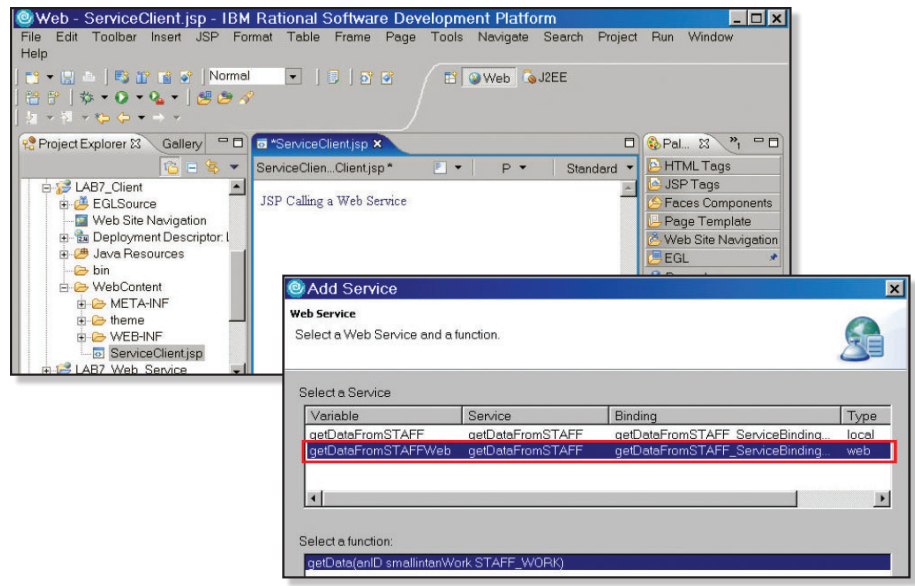 Web - ServiceClient.jsp - IBM Rational Software Development Platform
File Edit Toolbar Insert JSP Format Table Frame Page Tools Navigate Search Project Run Window
Help
Normal
Web J2EE
Project Explorer Gallery
*ServiceClient.jsp
Pal...
ServiceClien...Client.jsp* P Standard
LAB7_Client
EGLSource
Web Site Navigation
Deployment Descriptor:
Java Resources
bin
WebContent
META-INF
theme
WEB-INF
ServiceClient.jsp
LAB7_Web_Service
JSP Calling a Web Service
HTML Tags
JSP Tags
Faces Components
Page Template
Web Site Navigation
EGL
Add Service
Web Service
Select a Web Service and a function.
Select a Service
Variable Service Binding Type
getDataFromSTAFF getDataFromSTAFF getDataFromSTAFF_ServiceBinding... local
getDataFromSTAFFWeb getDataFromSTAFF getDataFromSTAFF_ServiceBinding... web
Select a function:
getData(anID smallintanWork STAFF_WORK)